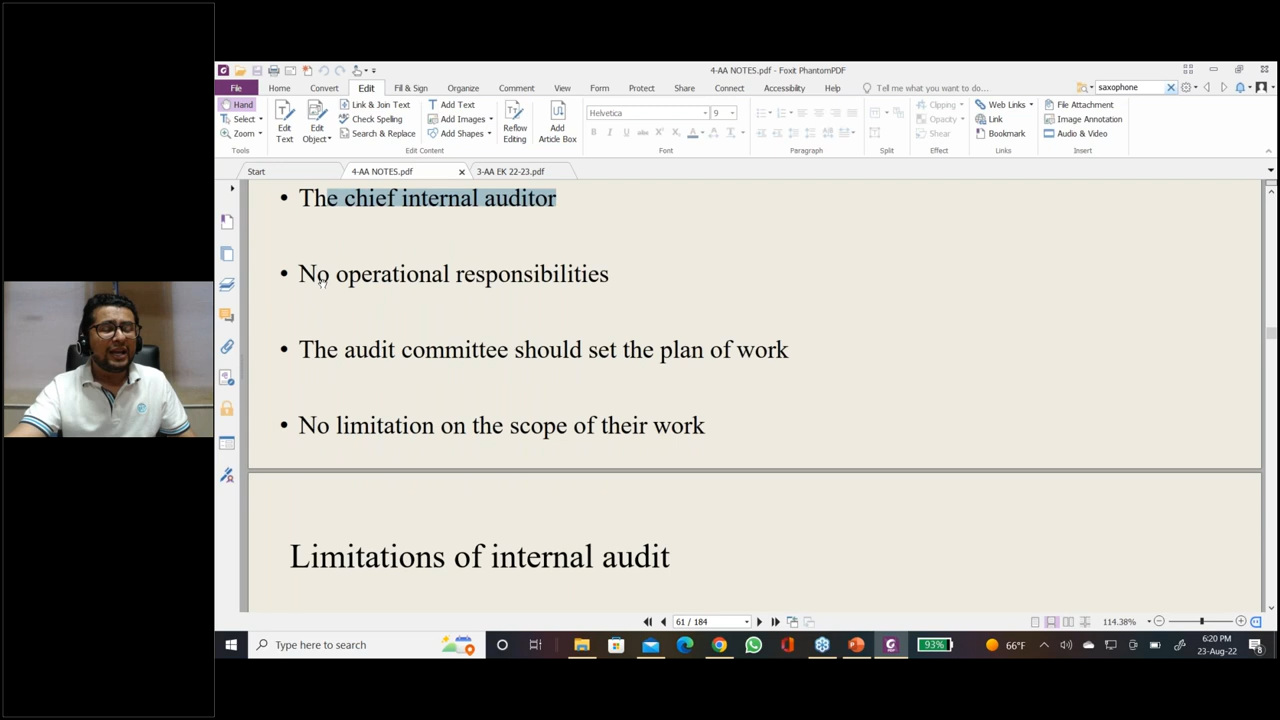 4-AA NOTES.pdf - Foxit PhantomPDF
File Home Convert Edit Fill & Sign Organize Comment View Form Protect Share Connect Accessibility Help Tell me what you want to do... saxophone
Hand
Select
Zoom
Tools
Edit Text
Edit Object
Link & Join Text
Check Spelling
Search & Replace
Edit Content
Add Text
Add Images
Add Shapes
Reflow Editing
Add Article Box
Helvetica 9
Font
Paragraph
Split
Clipping
Opacity
Shear
Effect
Web Links
Link
Bookmark
Links
File Attachment
Image Annotation
Audio & Video
Insert
Start 4-AA NOTES.pdf 3-AA EK 22-23.pdf
• The chief internal auditor
• No operational responsibilities
• The audit committee should set the plan of work
• No limitation on the scope of their work
Limitations of internal audit
61 / 184 114.38%
Type here to search 93% 66°F 6:20 PM
23-Aug-22